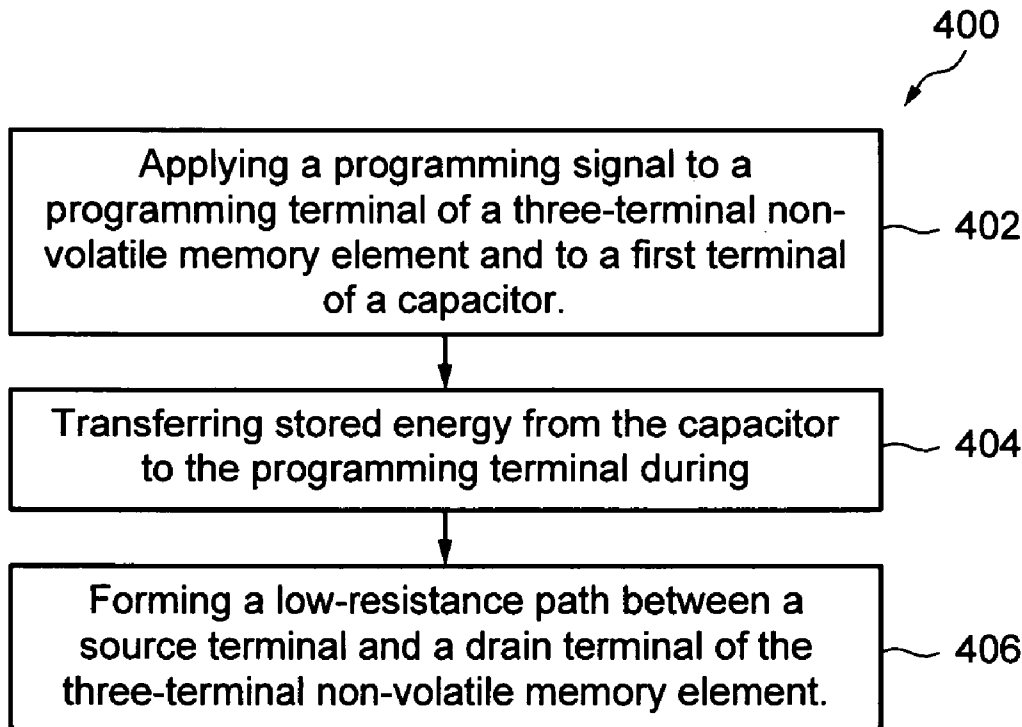 400
Applying a programming signal to a
programming terminal of a three-terminal non-
volatile memory element and to a first terminal
of a capacitor.
402
Transferring stored energy from the capacitor
to the programming terminal during
404
Forming a low-resistance path between a
source terminal and a drain terminal of the
three-terminal non-volatile memory element.
406